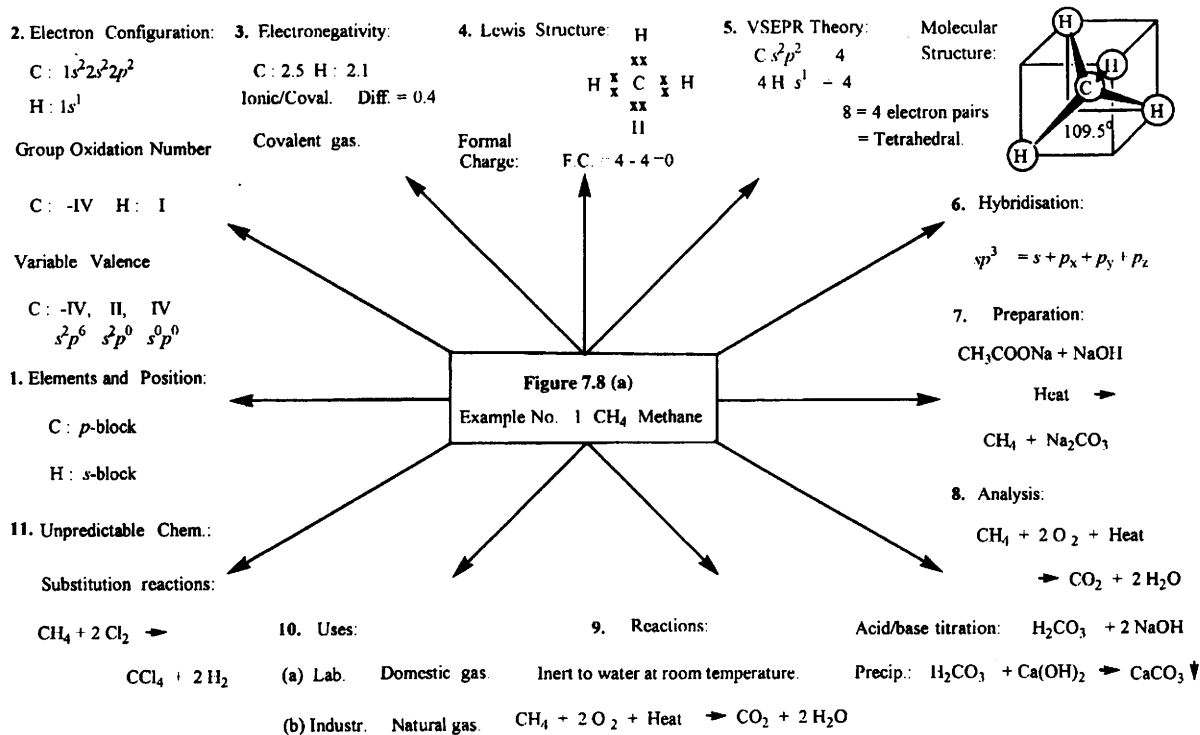 2. Electron Configuration:
C : 1s²2s²2p²
H : 1s¹
Group Oxidation Number
C : -IV H : I
Variable Valence
C : -IV, II, IV
s²p⁶ s²p⁰ s⁰p⁰
1. Elements and Position:
C : p-block
H : s-block
11. Unpredictable Chem.:
Substitution reactions:
CH₄ + 2 Cl₂ →
CCl₄ + 2 H₂
3. Electronegativity:
C : 2.5 H : 2.1
Ionic/Coval. Diff. = 0.4
Covalent gas.
4. Lewis Structure:
H
xx
H x x C x x H
xx
H
Formal
Charge: F.C. = 4 - 4 = 0
5. VSEPR Theory:
C s²p² 4
4 H s¹ = 4
8 = 4 electron pairs
= Tetrahedral.
Molecular
Structure:
H
H
C
H
109.5°
H
6. Hybridisation:
sp³ = s + pₓ + p_y + p_z
7. Preparation:
CH₃COONa + NaOH
Heat →
CH₄ + Na₂CO₃
8. Analysis:
CH₄ + 2 O₂ + Heat
→ CO₂ + 2 H₂O
Acid/base titration: H₂CO₃ + 2 NaOH
Precip.: H₂CO₃ + Ca(OH)₂ → CaCO₃ ↓
Figure 7.8 (a)
Example No. 1 CH₄ Methane
10. Uses:
(a) Lab. Domestic gas.
(b) Industr. Natural gas.
9. Reactions:
Inert to water at room temperature.
CH₄ + 2 O₂ + Heat → CO₂ + 2 H₂O